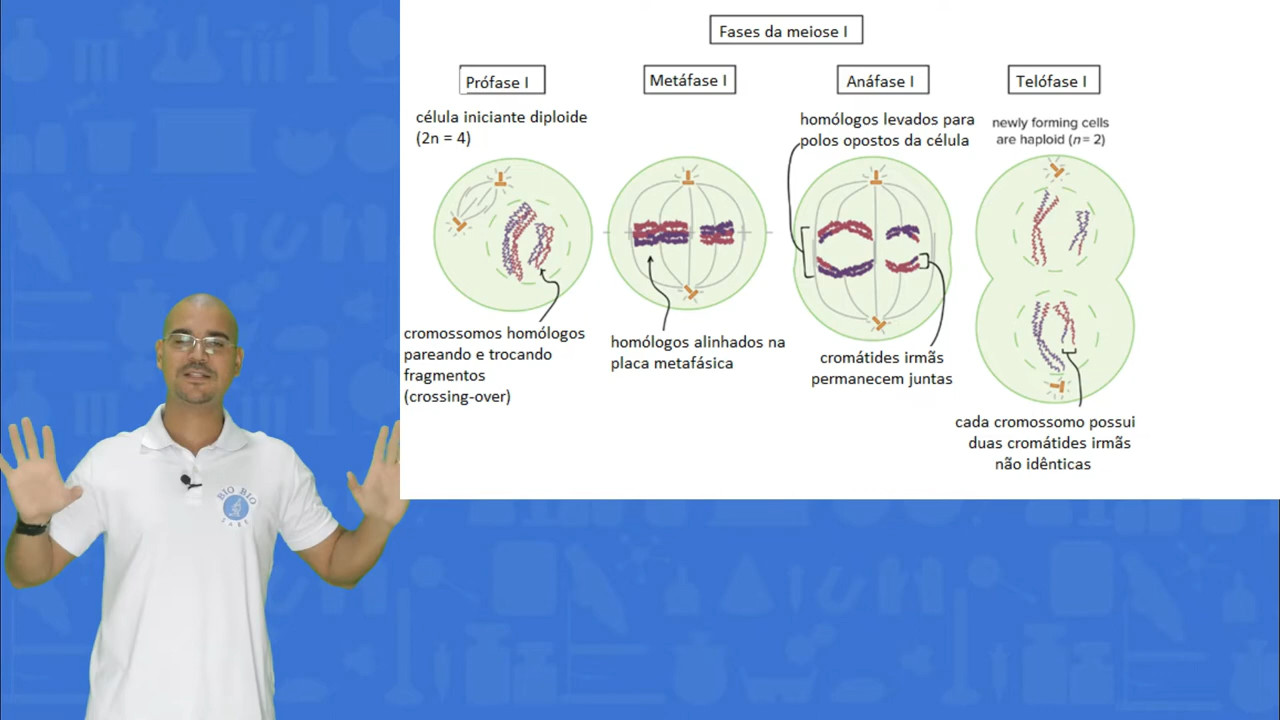 Fases da meiose I
Prófase I
célula iniciante diploide
(2n = 4)
cromossomos homólogos
pareando e trocando
fragmentos
(crossing-over)
Metáfase I
homólogos alinhados na
placa metafásica
Anáfase I
homólogos levados para
polos opostos da célula
cromátides irmãs
permanecem juntas
Telófase I
newly forming cells
are haploid (n = 2)
cada cromossomo possui
duas cromátides irmãs
não idênticas
BIO BIO
SABE